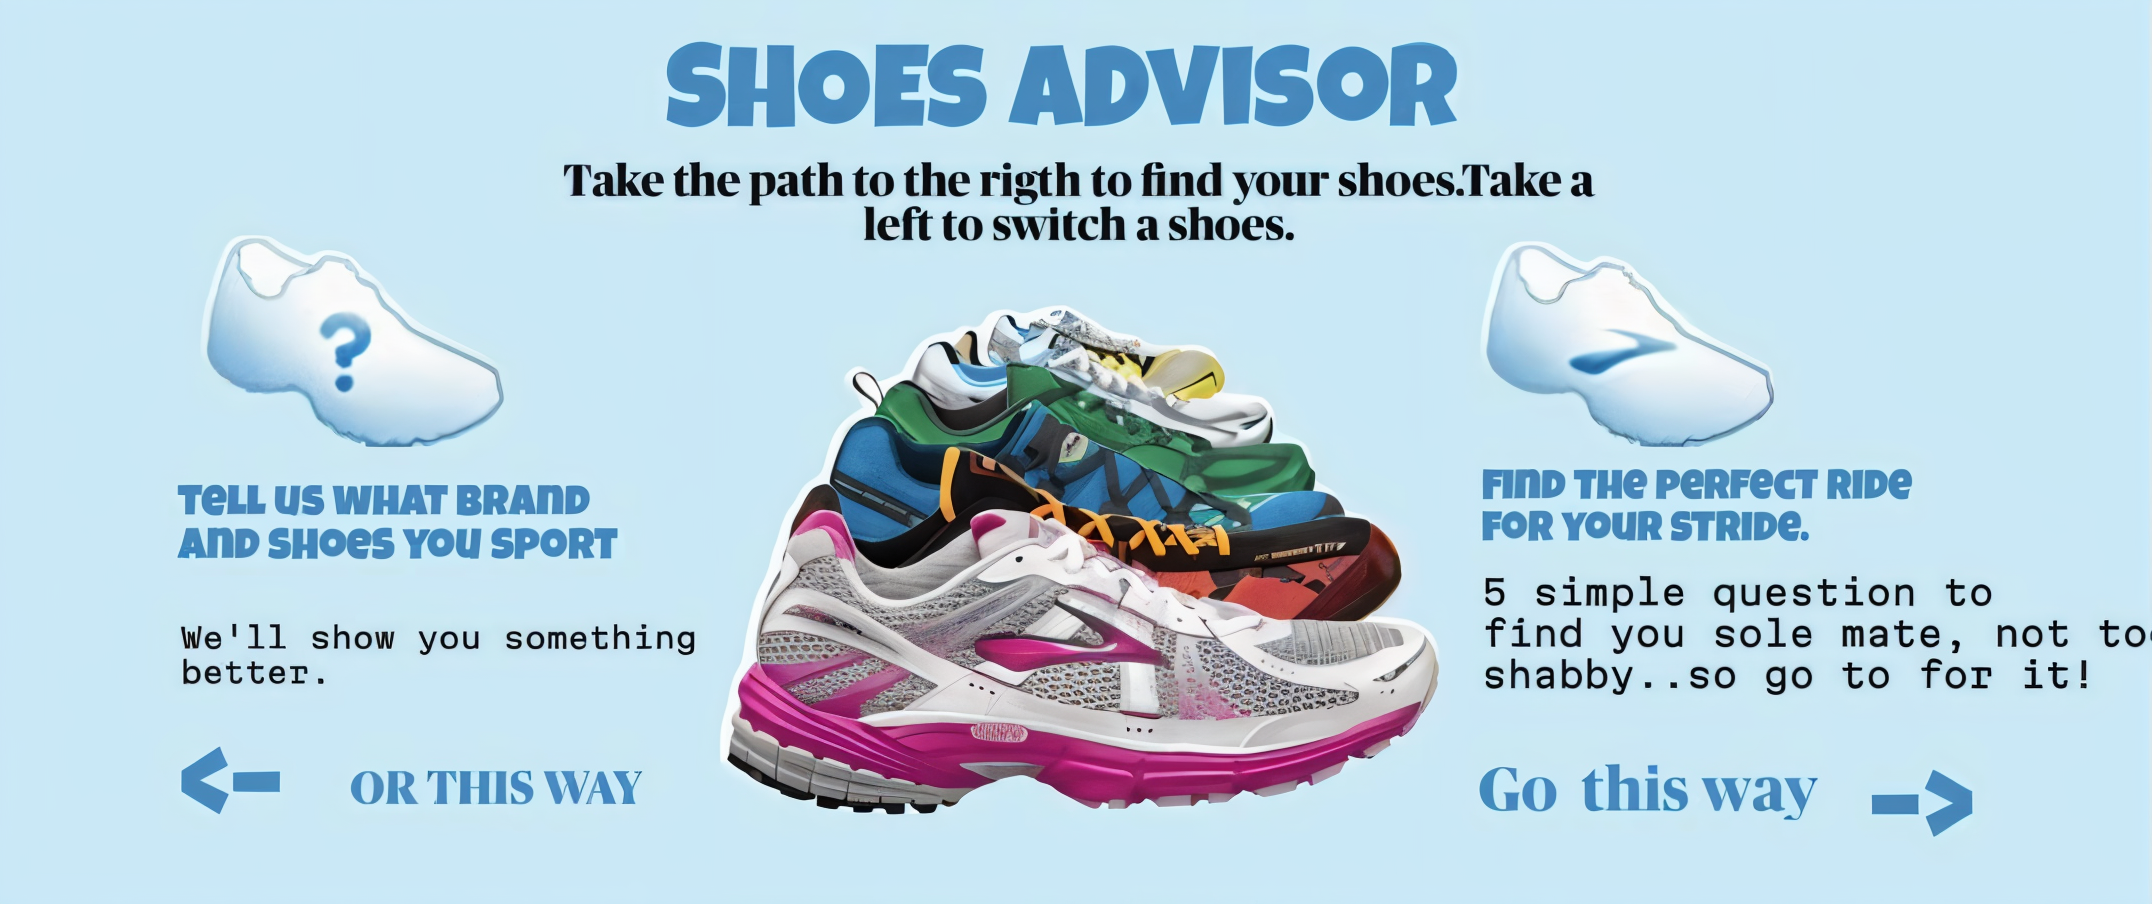 SHOES ADVISOR
Take the path to the rigth to find your shoes.Take a
left to switch a shoes.
?
TELL US WHAT BRAND
AND SHOES YOU SPORT
We'll show you something
better.
<- OR THIS WAY
FIND THE PERFECT RIDE
FOR YOUR STRIDE.
5 simple question to
find you sole mate, not too
shabby..so go to for it!
Go this way ->